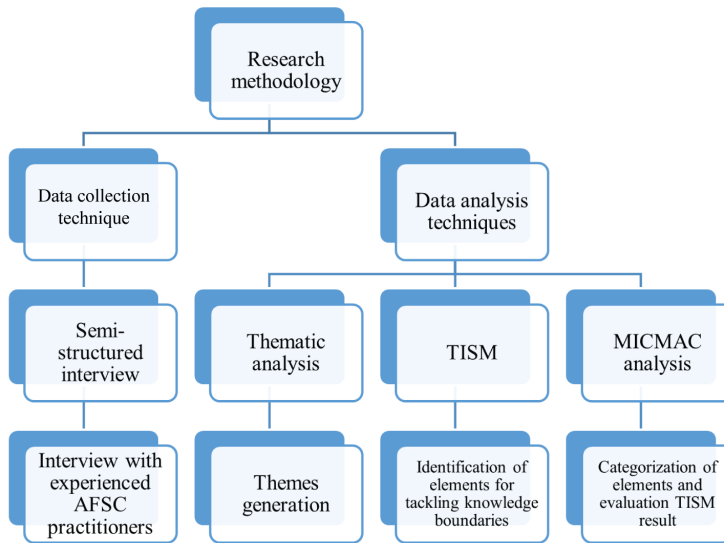 Research
methodology
Data collection
technique
Data analysis
techniques
Semi-
structured
interview
Thematic
analysis
TISM
MICMAC
analysis
Interview with
experienced
AFSC
practitioners
Themes
generation
Identification of
elements for
tackling knowledge
boundaries
Categorization of
elements and
evaluation TISM
result